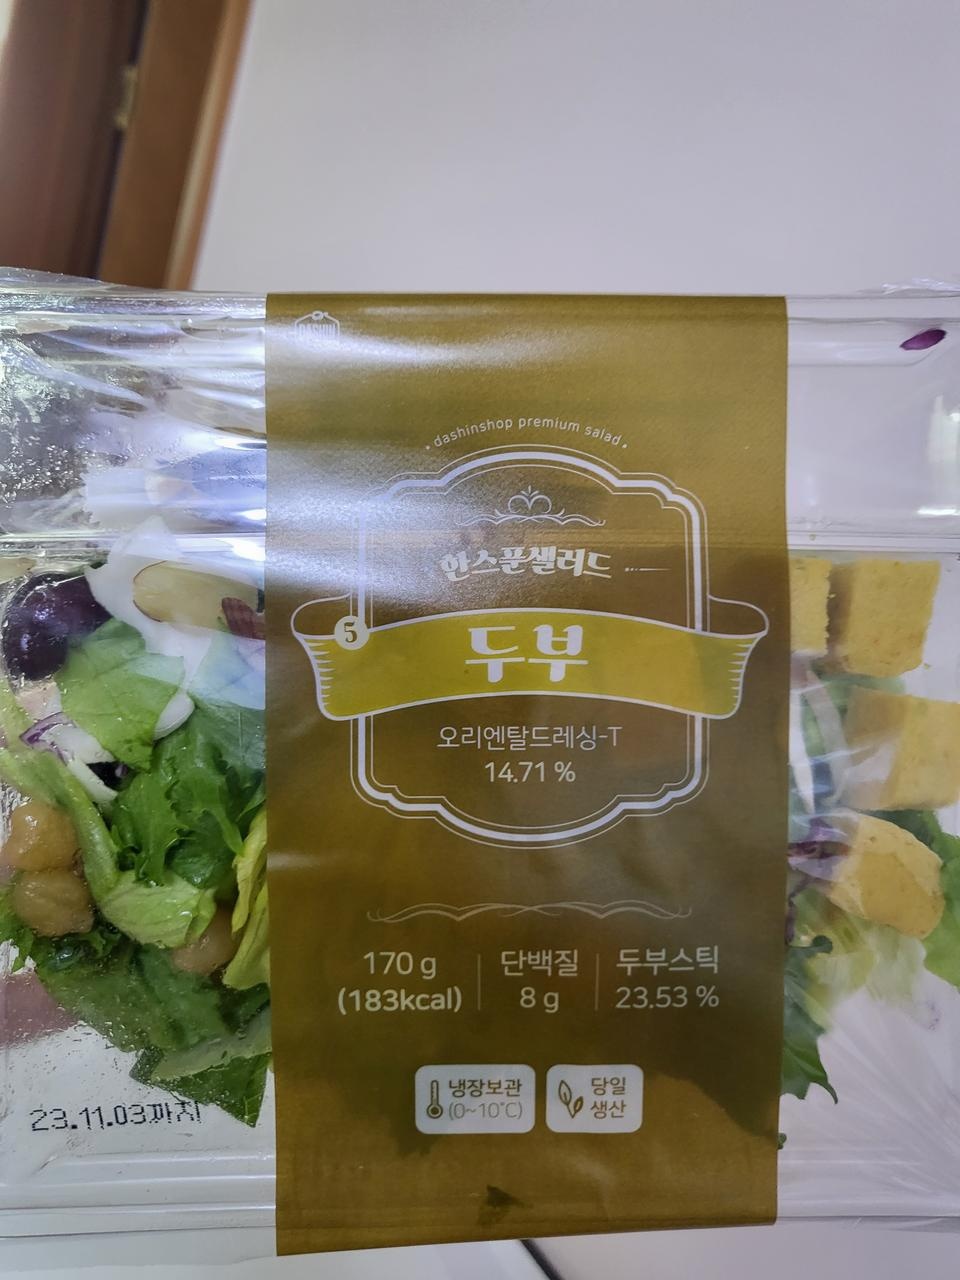 DASHIN
dashinshop premium salad
한스푼샐러드
5
두부
오리엔탈드레싱-T
14.71 %
170 g
(183kcal)
단백질
8 g
두부스틱
23.53 %
냉장보관
(0~10℃)
당일
생산
23.11.03까지